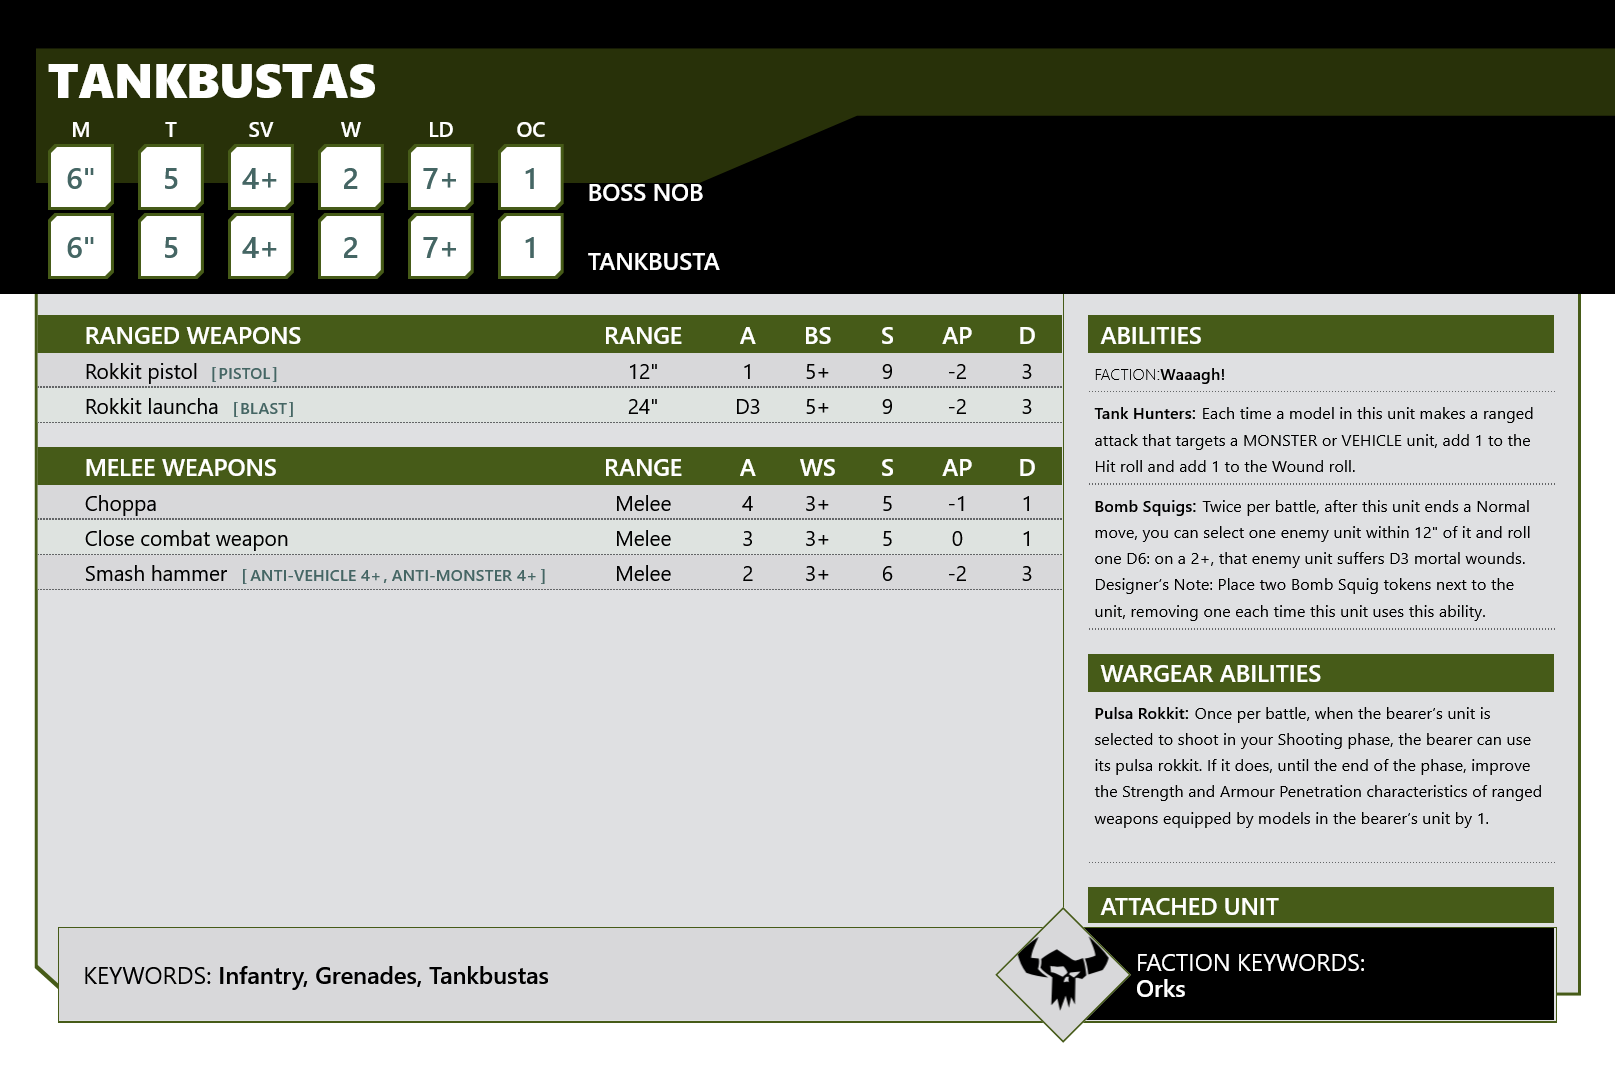 TANKBUSTAS
M T SV W LD OC
6" 5 4+ 2 7+ 1 BOSS NOB
6" 5 4+ 2 7+ 1 TANKBUSTA
RANGED WEAPONS RANGE A BS S AP D
Rokkit pistol [PISTOL] 12" 1 5+ 9 -2 3
Rokkit launcha [BLAST] 24" D3 5+ 9 -2 3
MELEE WEAPONS RANGE A WS S AP D
Choppa Melee 4 3+ 5 -1 1
Close combat weapon Melee 3 3+ 5 0 1
Smash hammer [ANTI-VEHICLE 4+, ANTI-MONSTER 4+] Melee 2 3+ 6 -2 3
ABILITIES
FACTION:Waaagh!
Tank Hunters: Each time a model in this unit makes a ranged
attack that targets a MONSTER or VEHICLE unit, add 1 to the
Hit roll and add 1 to the Wound roll.
Bomb Squigs: Twice per battle, after this unit ends a Normal
move, you can select one enemy unit within 12" of it and roll
one D6: on a 2+, that enemy unit suffers D3 mortal wounds.
Designer’s Note: Place two Bomb Squig tokens next to the
unit, removing one each time this unit uses this ability.
WARGEAR ABILITIES
Pulsa Rokkit: Once per battle, when the bearer’s unit is
selected to shoot in your Shooting phase, the bearer can use
its pulsa rokkit. If it does, until the end of the phase, improve
the Strength and Armour Penetration characteristics of ranged
weapons equipped by models in the bearer’s unit by 1.
ATTACHED UNIT
KEYWORDS: Infantry, Grenades, Tankbustas
FACTION KEYWORDS:
Orks